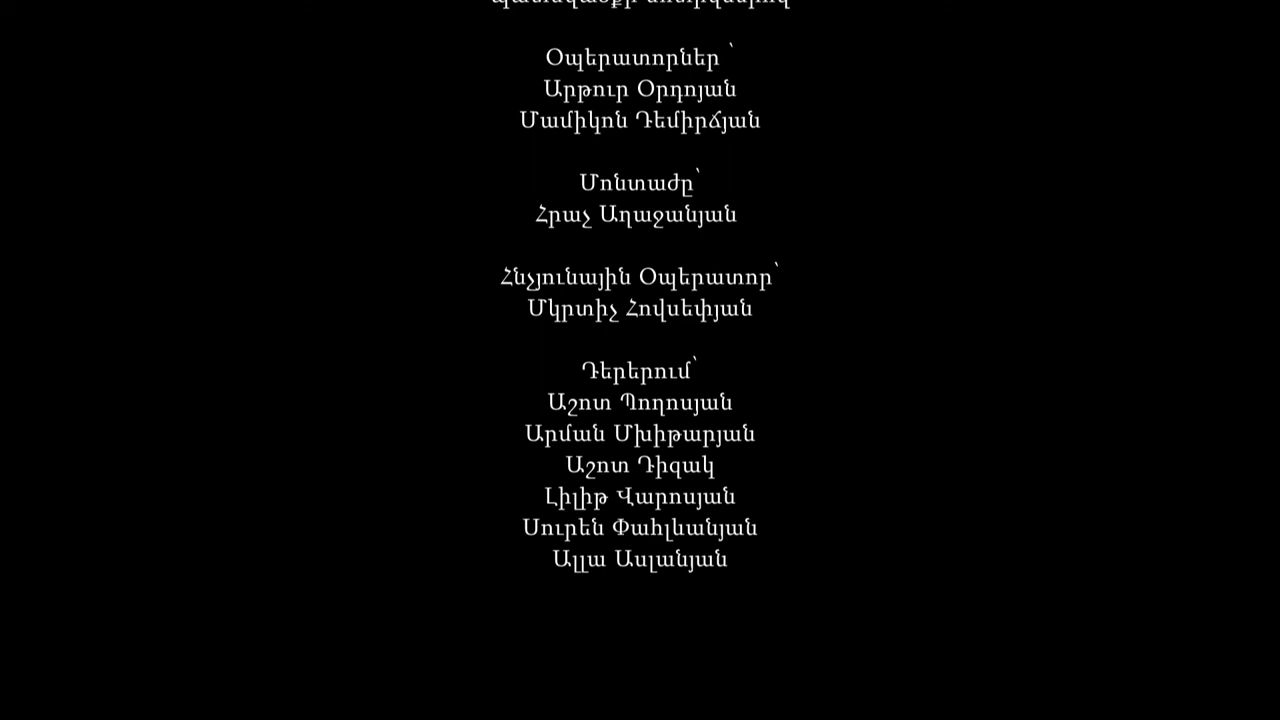 Օպերատորներ ՝
Արթուր Օրդոյան
Մամիկոն Դեմիրճյան
Մոնտաժը՝
Հրաչ Աղաջանյան
Հնչյունային Օպերատոր՝
Մկրտիչ Հովսեփյան
Դերերում՝
Աշոտ Պողոսյան
Արման Մխիթարյան
Աշոտ Դիզակ
Լիլիթ Վարոսյան
Սուրեն Փահլևանյան
Ալլա Ասլանյան